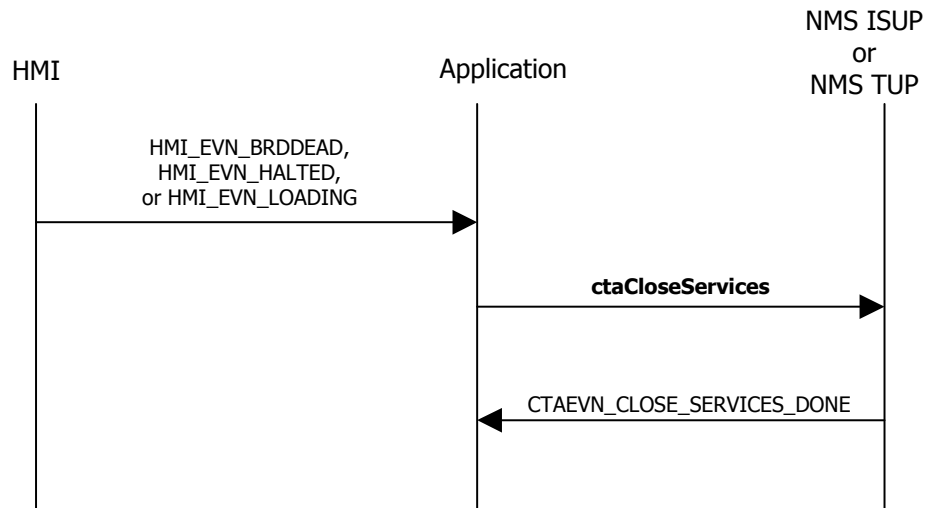 NMS ISUP
or
NMS TUP
HMI
Application
HMI_EVN_BRDDEAD,
HMI_EVN_HALTED,
or HMI_EVN_LOADING
ctaCloseServices
CTAEVN_CLOSE_SERVICES_DONE